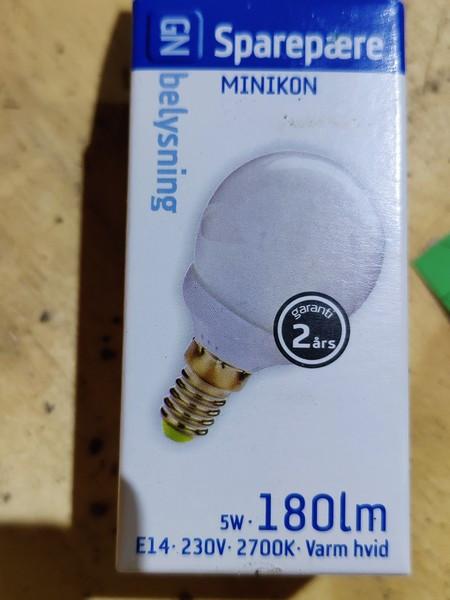 GN
belysning
Sparepære
MINIKON
garanti
2 års
5W · 180lm
E14 · 230V · 2700K · Varm hvid